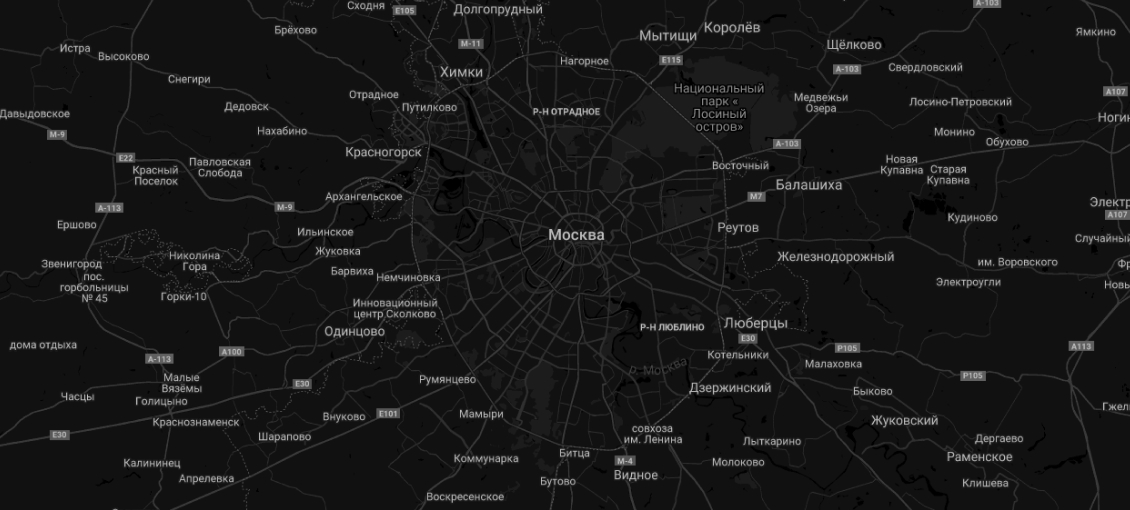 Сходня
E105
Долгопрудный
A-103
Брёхово
Мытищи
Королёв
Ямкино
Истра
Высоково
M-11
Нагорное
E115
Щёлково
Снегири
Химки
A-103
Свердловский
Отрадное
Путилково
Национальный
парк «
Лосиный
остров»
Медвежьи
Озера
A107
Дедовск
Лосино-Петровский
Давыдовское
Р-Н ОТРАДНОЕ
Ногин
M-9
Нахабино
Монино
Обухово
E22
Красногорск
A-103
Красный
Поселок
Павловская
Слобода
Восточный
Новая
Купавна
Старая
Купавна
Балашиха
Архангельское
M7
A-113
M-9
Электр
A107
Ершово
Ильинское
Москва
Реутов
Кудиново
Случайный
Жуковка
Николина
Гора
Железнодорожный
им. Воровского
Звенигород
Барвиха
Немчиновка
Фр
пос.
горбольницы
№ 45
Горки-10
Электроугли
Новы
Инновационный
центр Сколково
Одинцово
Р-Н ЛЮБЛИНО
Люберцы
E30
дома отдыха
A-113
A100
Котельники
P105
A113
р. Москва
Малаховка
Малые
Вязёмы
E30
Румянцево
P105
Часцы
Голицыно
Дзержинский
Быково
Гжел
Краснознаменск
Внуково
E101
Мамыри
Жуковский
E30
Шарапово
совхоза
им. Ленина
Лыткарино
Дергаево
Калининец
Коммунарка
Битца
M-4
Молоково
Раменское
Апрелевка
Бутово
Видное
Клишева
Воскресенское